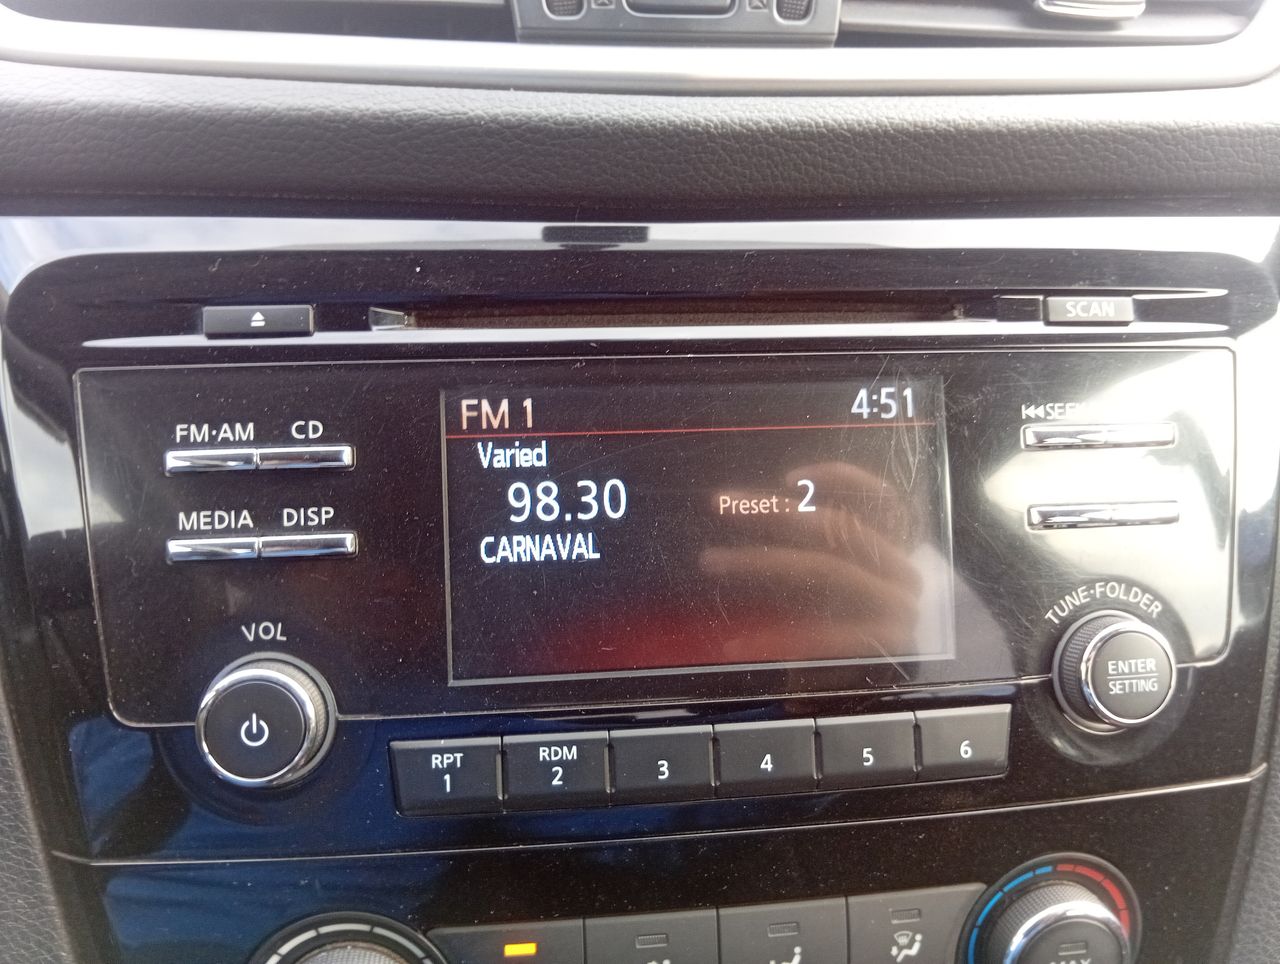 SCAN
FM·AM CD
MEDIA DISP
FM 1 4:51
Varied
98.30 Preset : 2
CARNAVAL
VOL
TUNE·FOLDER
ENTER
SETTING
RPT
1
RDM
2
3
4
5
6